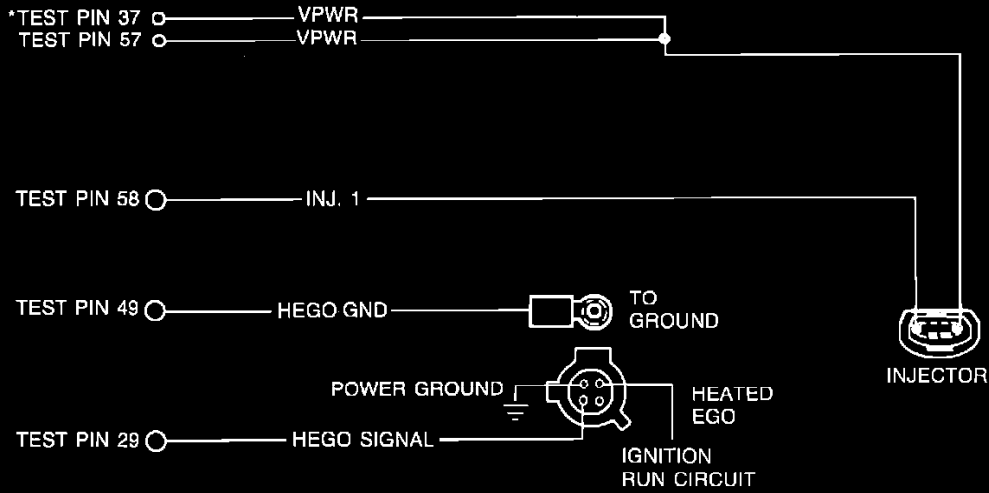 *TEST PIN 37 VPWR
TEST PIN 57 VPWR
TEST PIN 58 INJ. 1
TEST PIN 49 HEGO GND
TO
GROUND
INJECTOR
POWER GROUND
HEATED
EGO
TEST PIN 29 HEGO SIGNAL
IGNITION
RUN CIRCUIT